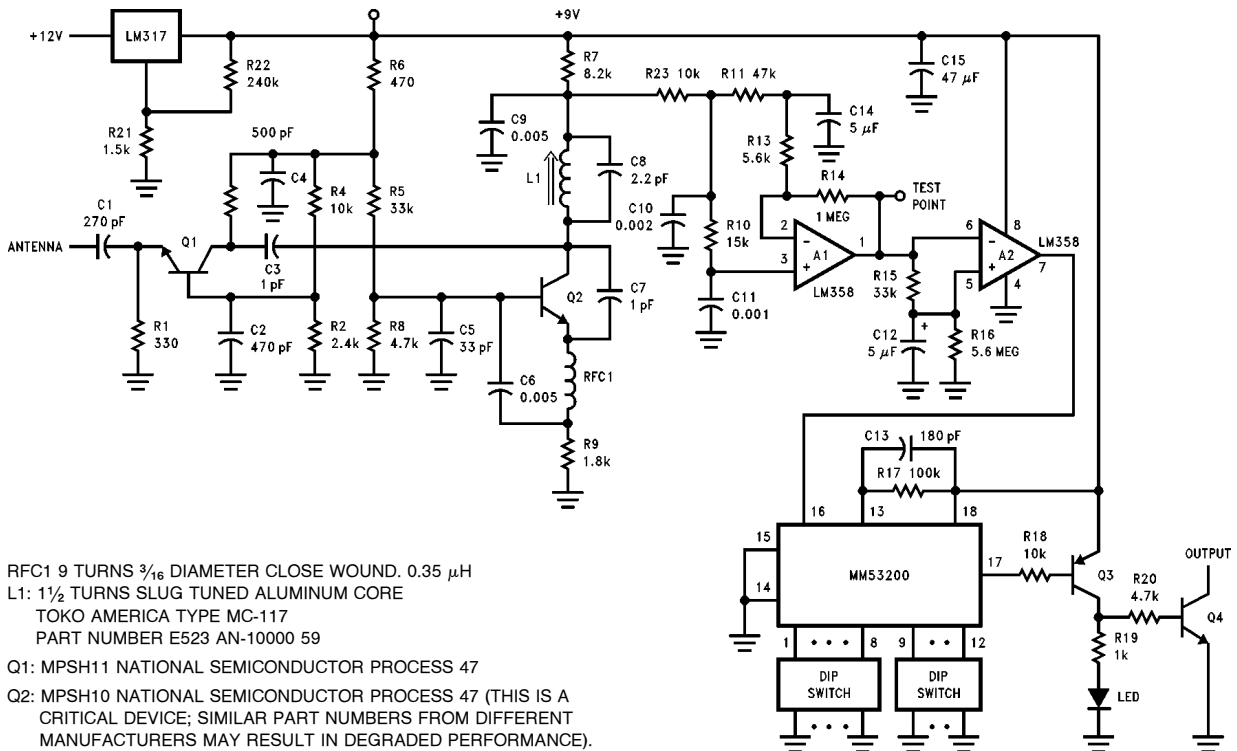 +12V
LM317
+9V
R22
240k
R21
1.5k
R6
470
R7
8.2k
C15
47 μF
R23 10k
R11 47k
C14
5 μF
C9
0.005
R13
5.6k
C8
2.2 pF
L1
500 pF
C4
R4
10k
R5
33k
R14
1 MEG
TEST
POINT
C1
270 pF
ANTENNA
Q1
C3
1 pF
C10
0.002
R10
15k
2
3
1
A1
LM358
6
5
8
4
7
A2
LM358
C7
1 pF
Q2
C11
0.001
R15
33k
R1
330
C2
470 pF
R2
2.4k
R8
4.7k
C5
33 pF
C6
0.005
RFC1
+
C12
5 μF
R16
5.6 MEG
R9
1.8k
C13
180 pF
R17 100k
16
13
18
15
14
MM53200
17
R18
10k
Q3
OUTPUT
R20
4.7k
Q4
R19
1k
LED
1
8
9
12
DIP
SWITCH
DIP
SWITCH
RFC1 9 TURNS 3⁄16 DIAMETER CLOSE WOUND. 0.35 μH
L1: 1½ TURNS SLUG TUNED ALUMINUM CORE
TOKO AMERICA TYPE MC-117
PART NUMBER E523 AN-10000 59
Q1: MPSH11 NATIONAL SEMICONDUCTOR PROCESS 47
Q2: MPSH10 NATIONAL SEMICONDUCTOR PROCESS 47 (THIS IS A
CRITICAL DEVICE; SIMILAR PART NUMBERS FROM DIFFERENT
MANUFACTURERS MAY RESULT IN DEGRADED PERFORMANCE).